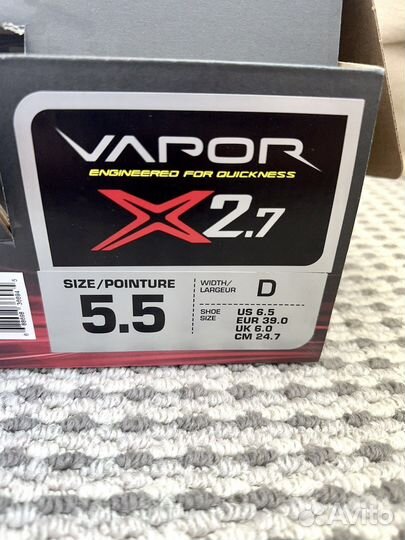 VAPOR
ENGINEERED FOR QUICKNESS
X2.7
SIZE/POINTURE
5.5
WIDTH/
LARGEUR
D
SHOE
SIZE
US 6.5
EUR 39.0
UK 6.0
CM 24.7
Avito